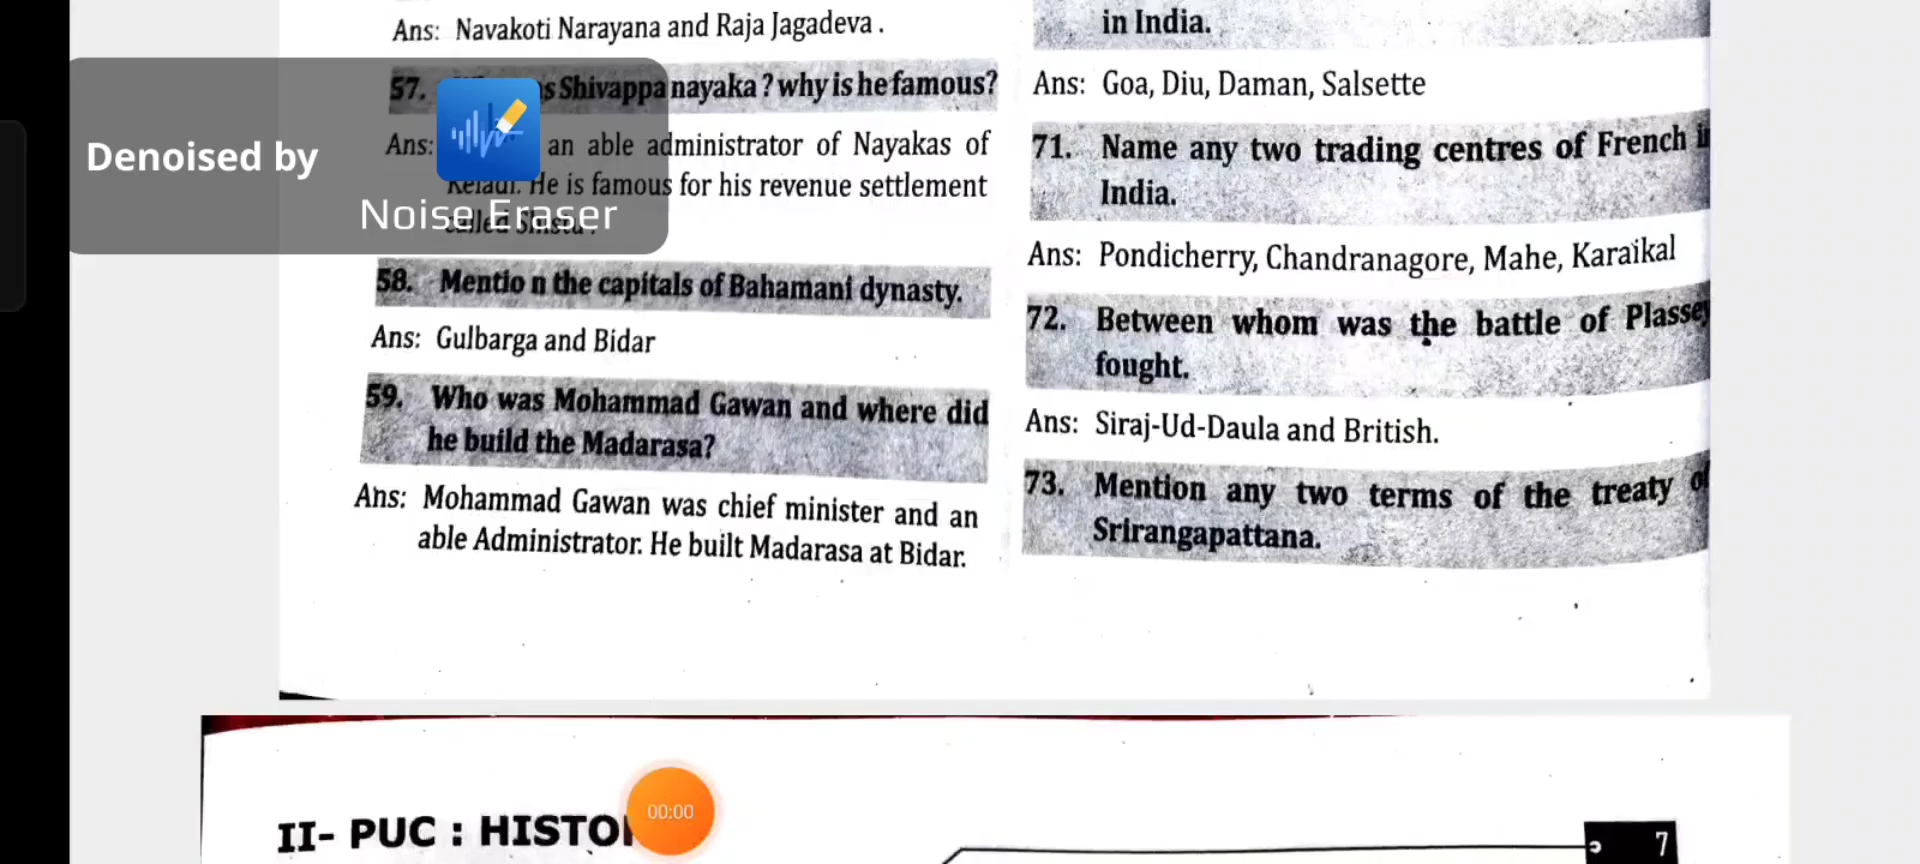 Ans: Navakoti Narayana and Raja Jagadeva .
57. s Shivappa nayaka ? why is he famous?
Ans: an able administrator of Nayakas of
Keladi. He is famous for his revenue settlement
called Shistu .
58. Mentio n the capitals of Bahamani dynasty.
Ans: Gulbarga and Bidar
59. Who was Mohammad Gawan and where did
he build the Madarasa?
Ans: Mohammad Gawan was chief minister and an
able Administrator. He built Madarasa at Bidar.
in India.
Ans: Goa, Diu, Daman, Salsette
71. Name any two trading centres of French in
India.
Ans: Pondicherry, Chandranagore, Mahe, Karaikal
72. Between whom was the battle of Plassey
fought.
Ans: Siraj-Ud-Daula and British.
73. Mention any two terms of the treaty of
Srirangapattana.
Denoised by
Noise Eraser
II- PUC : HISTO
00:00
7